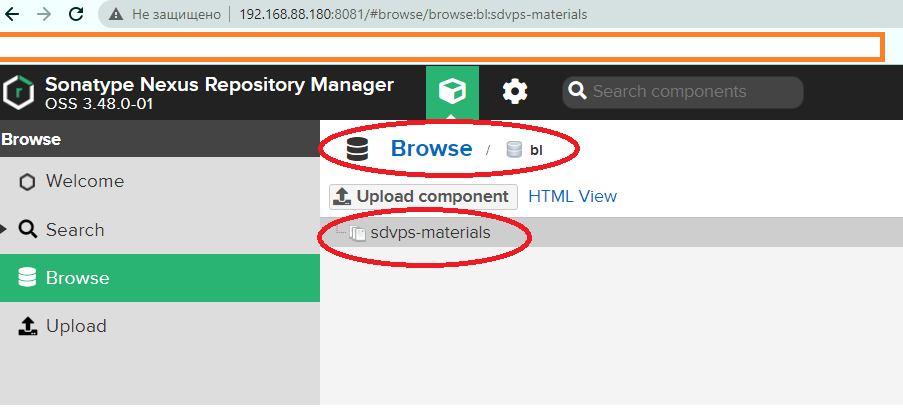 Не защищено 192.168.88.180:8081/#browse/browse:bl:sdvps-materials
Sonatype Nexus Repository Manager
OSS 3.48.0-01
Search components
Browse
Browse / bl
Welcome
Upload component HTML View
Search
sdvps-materials
Browse
Upload